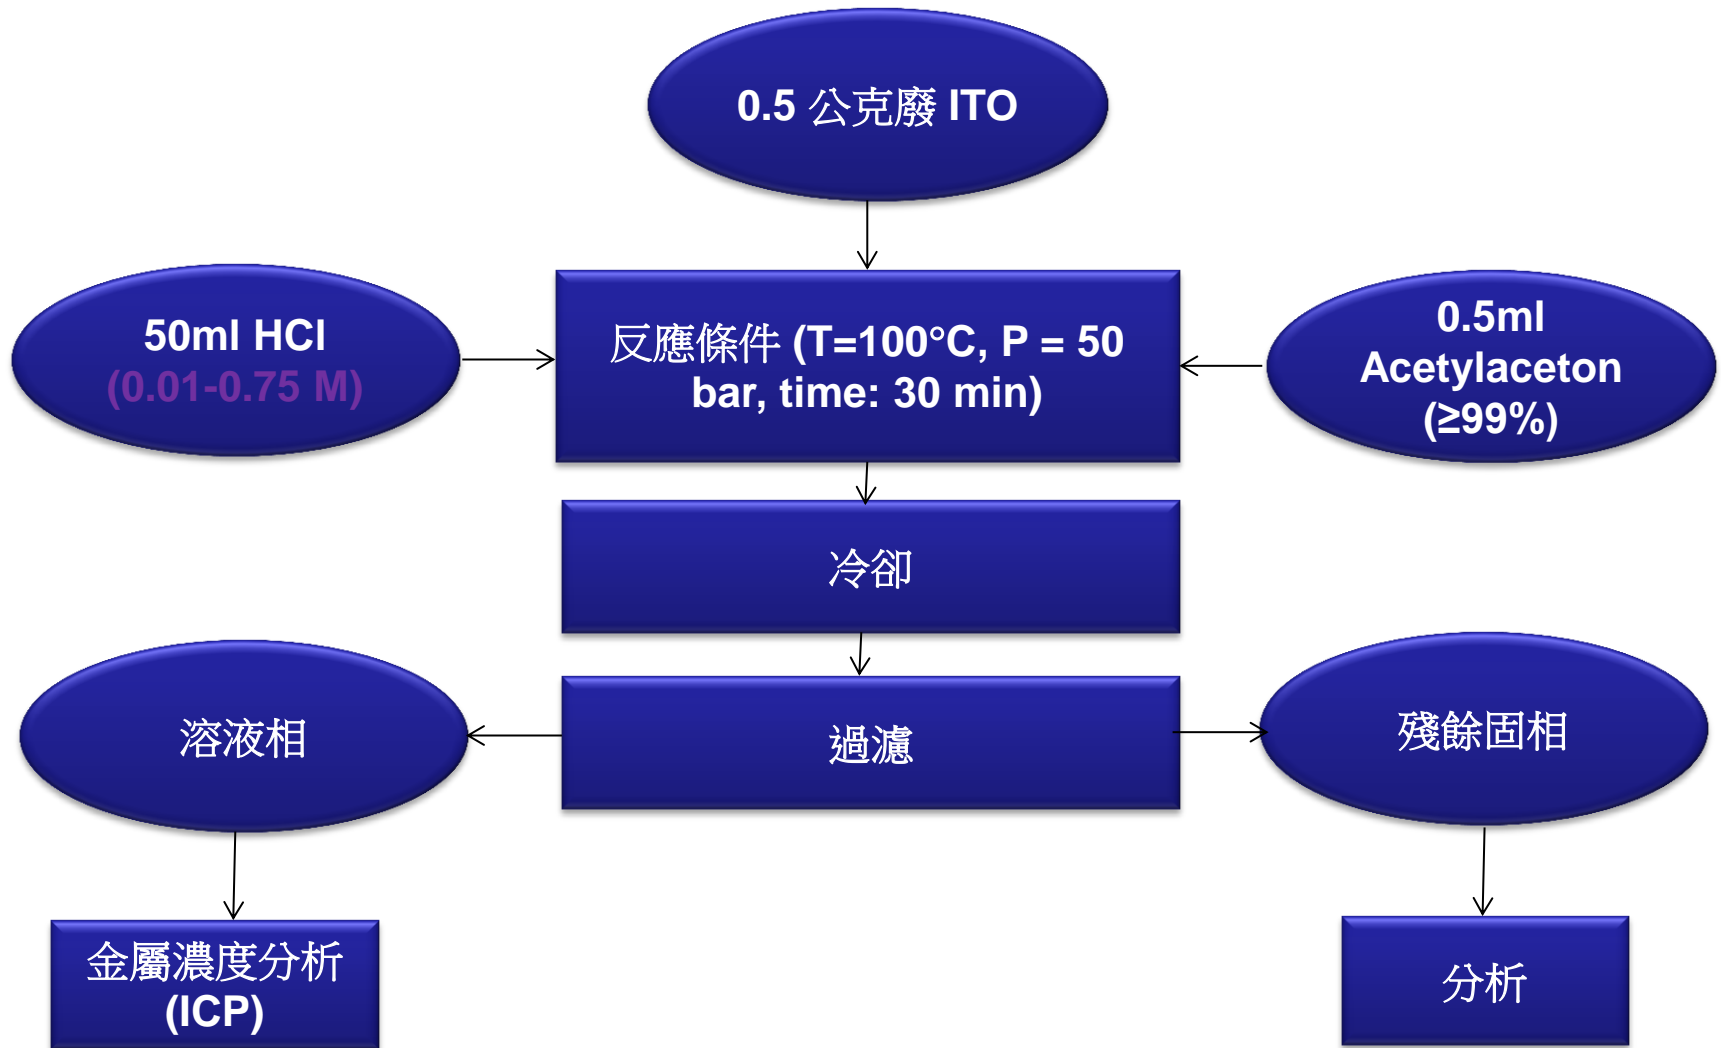 0.5 公克廢 ITO
50ml HCl
(0.01-0.75 M)
反應條件 (T=100°C, P = 50
bar, time: 30 min)
0.5ml
Acetylaceton
(≥99%)
冷卻
溶液相
過濾
殘餘固相
金屬濃度分析
(ICP)
分析